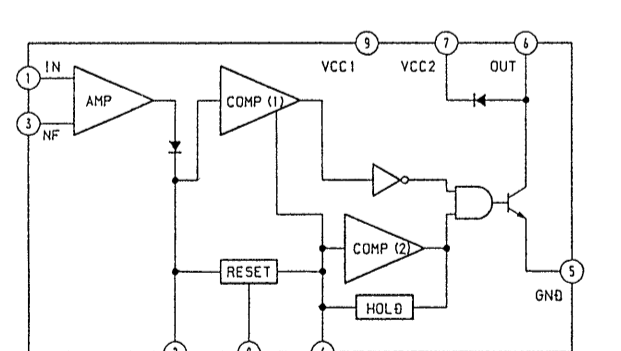 9 7 6
VCC1 VCC2 OUT
1 IN
AMP COMP (1)
3 NF
COMP (2)
RESET 5
GND
HOLD